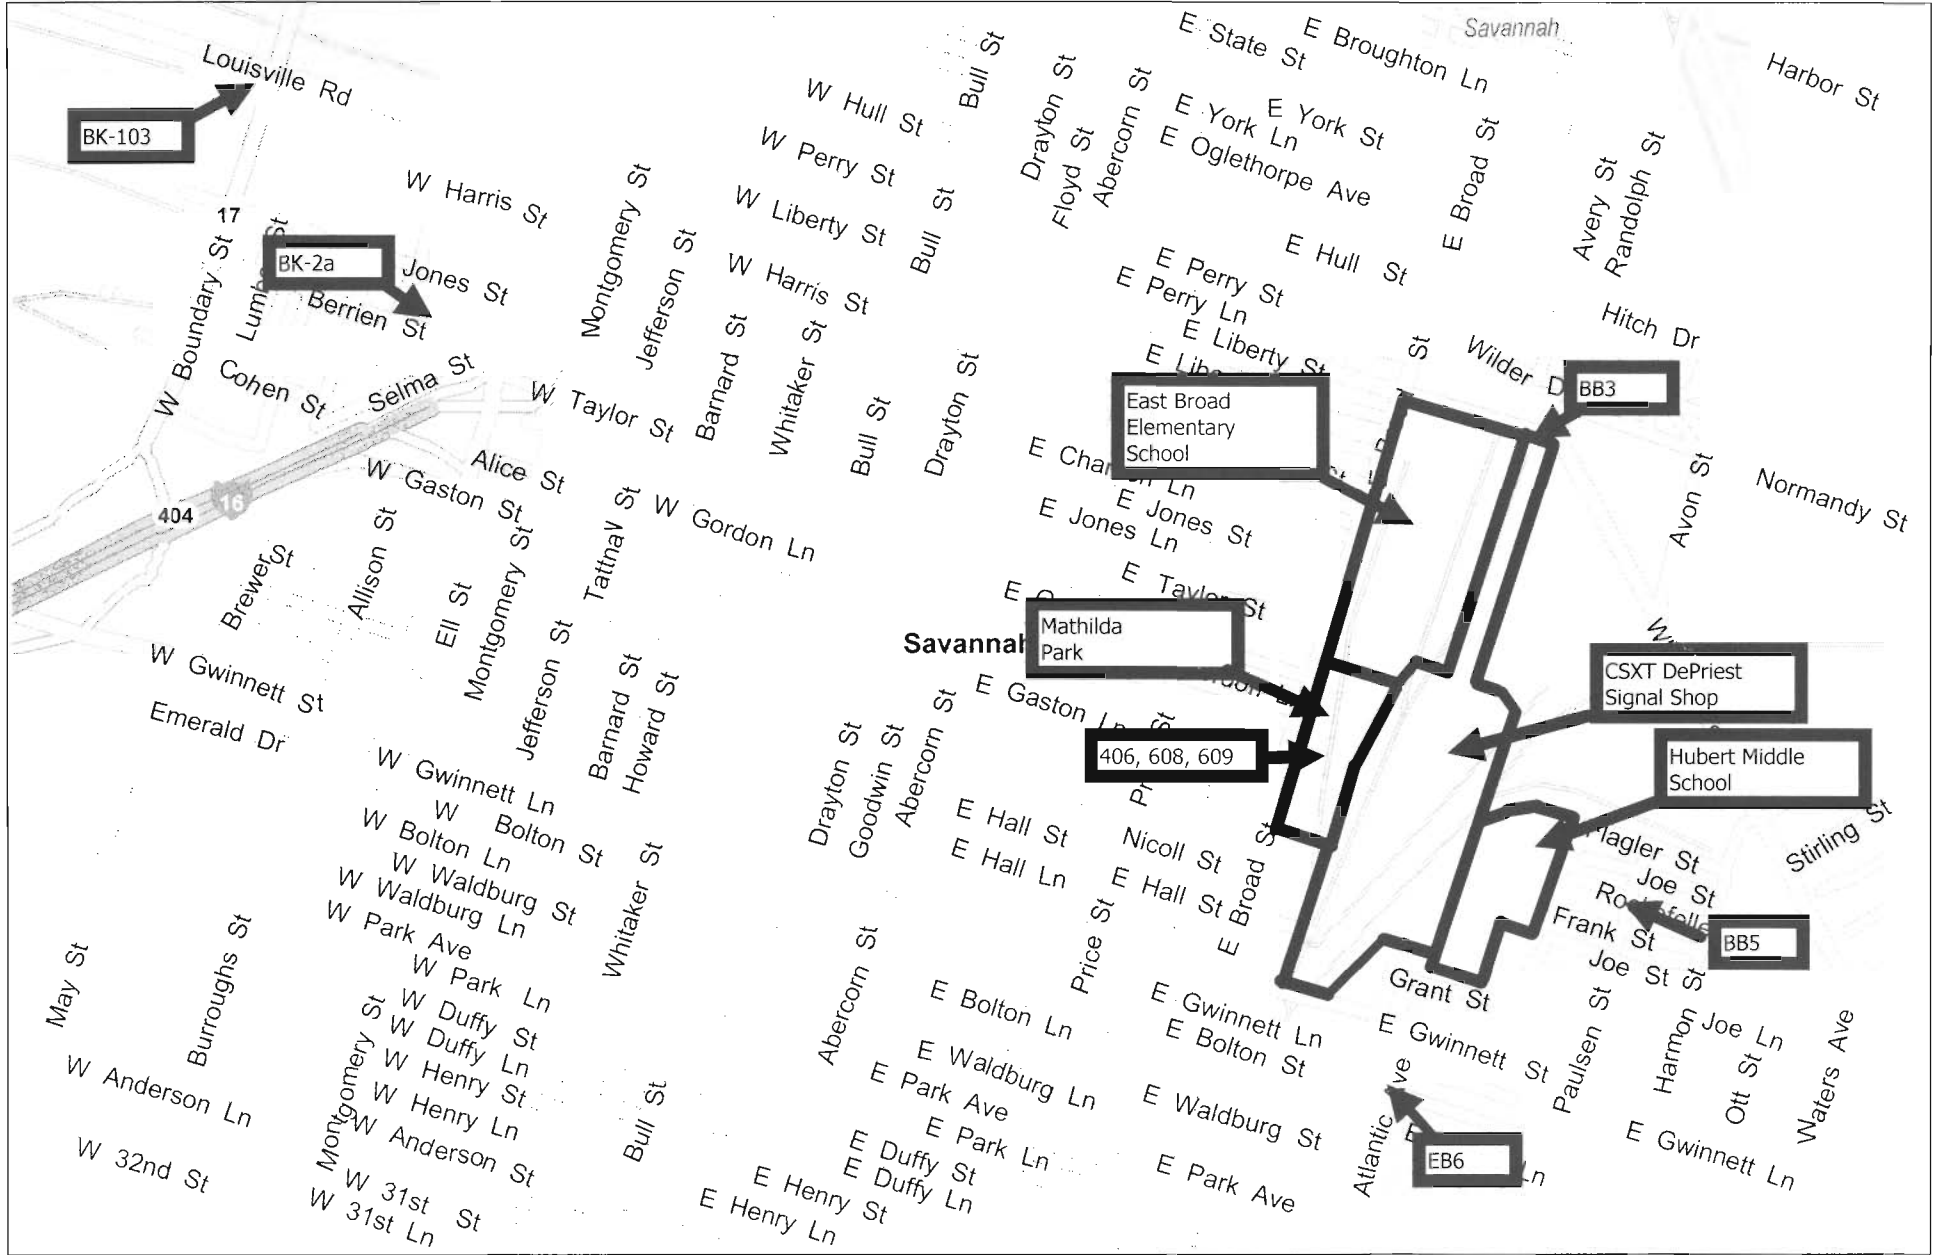 Savannah
E State St
E Broughton Ln
Harbor St
Louisville Rd
BK-103
W Hull St
Bull St
Drayton St
Floyd St
Abercorn St
E York Ln
E York St
E Oglethorpe Ave
E Broad St
Avery St
Randolph St
W Perry St
W Harris St
W Liberty St
Bull St
17
Montgomery St
Jefferson St
W Harris St
E Perry St
E Hull St
E Perry Ln
E Liberty St
Hitch Dr
St
Wilder
W Boundary St
St
BK-2a
Jones St
Berrien St
Cohen St
Selma St
W Taylor St
Barnard St
Whitaker St
Bull St
Drayton St
BB3
East Broad
Elementary
School
E
Ln
E Jones St
E Jones Ln
Avon St
Normandy St
W Gaston St
Alice St
16
404
W Gordon Ln
Tattnal St
Brewer St
Allison St
Ell St
Montgomery St
E Taylor St
E
Mathilda
Park
Savannah
W Gwinnett St
Emerald Dr
Jefferson St
Barnard St
Howard St
E Gaston Ln
St
CSXT DePriest
Signal Shop
406, 608, 609
Hubert Middle
School
Drayton St
Goodwin St
Abercorn St
W Gwinnett Ln
W Bolton St
W Bolton Ln
W Waldburg St
W Waldburg Ln
W Park Ave
W Park Ln
Whitaker St
E Hall St
E Hall Ln
Nicoll St
E Hall St
E Broad St
Flagler St
Stirling St
Joe St
Frank St
Joe St
BB5
May St
Burroughs St
Montgomery St
W Duffy St
W Duffy Ln
W Henry St
W Henry Ln
W Anderson St
W Anderson Ln
W 32nd St
W 31st St
W 31st Ln
Abercorn St
Price St
E Bolton Ln
E Gwinnett Ln
E Bolton St
Grant St
E Gwinnett St
Paulsen St
Harmon St
Joe Ln
Ott St
Waters Ave
E Waldburg Ln
E Park Ave
E Park Ln
E Waldburg St
Atlantic Ave
EB6
Ln
E Gwinnett Ln
Bull St
E Duffy St
E Duffy Ln
E Henry St
E Henry Ln
E Park Ave